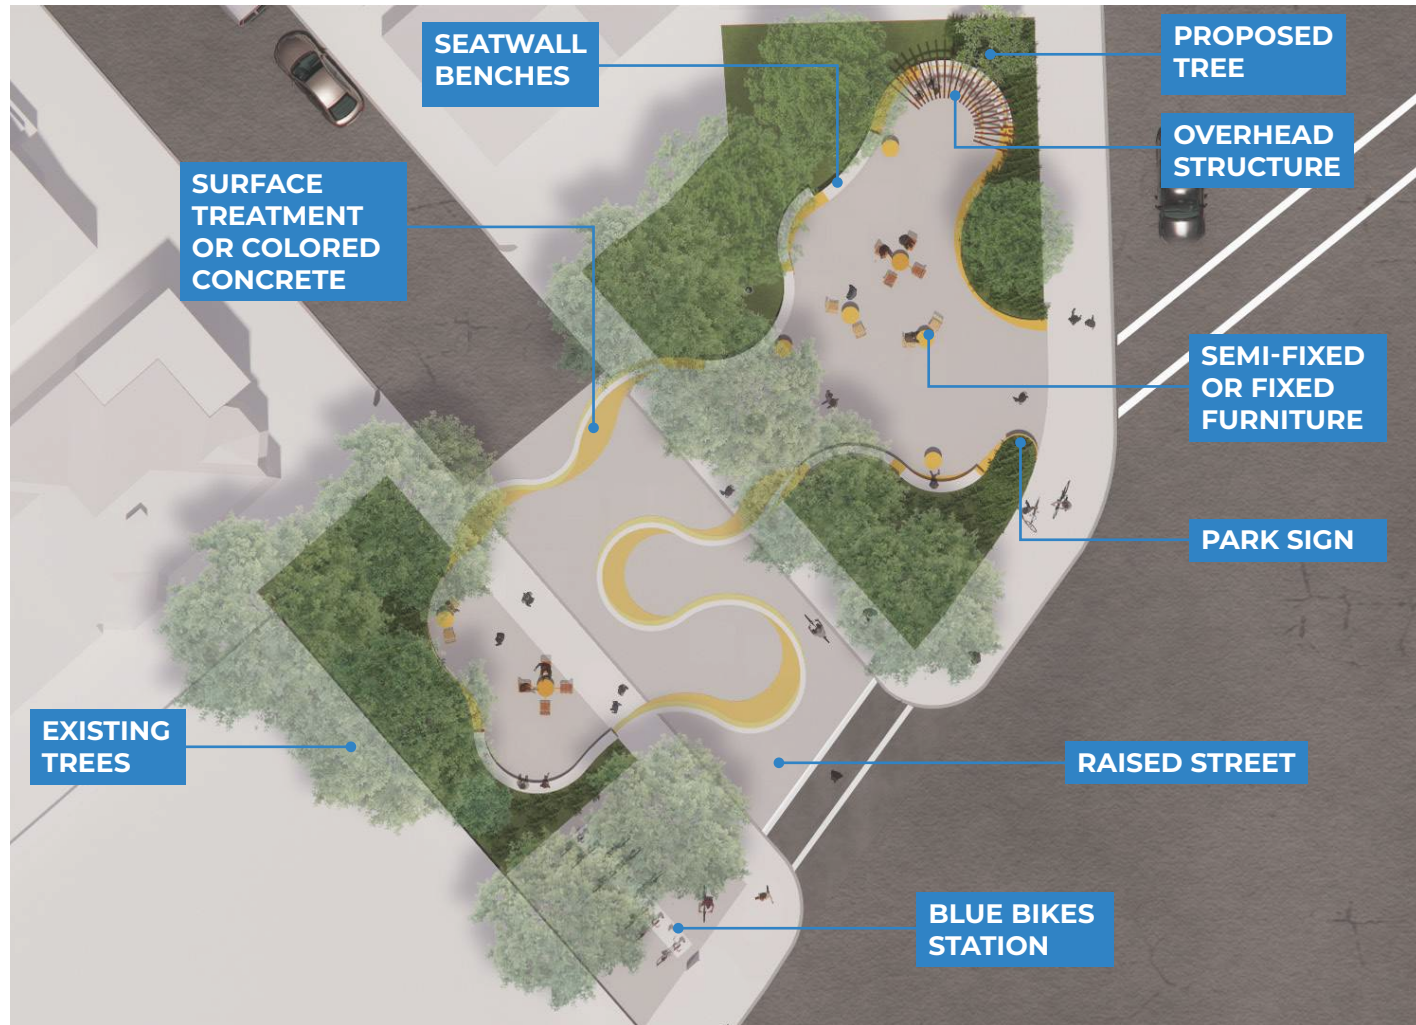 SEATWALL
BENCHES
PROPOSED
TREE
OVERHEAD
STRUCTURE
SURFACE
TREATMENT
OR COLORED
CONCRETE
SEMI-FIXED
OR FIXED
FURNITURE
PARK SIGN
EXISTING
TREES
RAISED STREET
BLUE BIKES
STATION